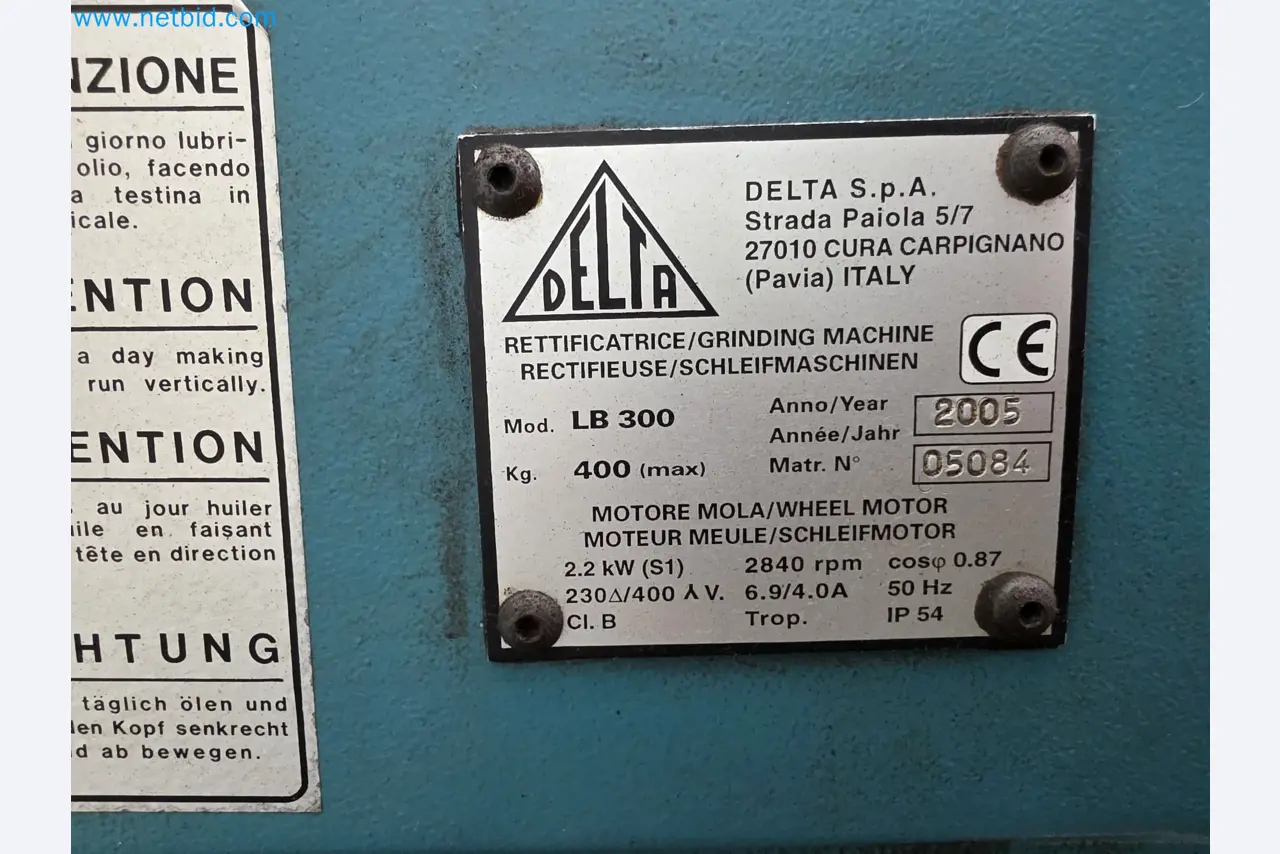 www.netbid.com
NZIONE
giorno lubri-
olio, facendo
a testina in
icale.
ENTION
a day making
run vertically.
ENTION
au jour huiler
uile en faisant
tête en direction
HTUNG
täglich ölen und
den Kopf senkrecht
d ab bewegen.
DELTA
DELTA S.p.A.
Strada Paiola 5/7
27010 CURA CARPIGNANO
(Pavia) ITALY
RETTIFICATRICE/GRINDING MACHINE
RECTIFIEUSE/SCHLEIFMASCHINEN
CE
Mod. LB 300
Anno/Year 2005
Année/Jahr
Kg. 400 (max)
Matr. N° 05084
MOTORE MOLA/WHEEL MOTOR
MOTEUR MEULE/SCHLEIFMOTOR
2.2 kW (S1) 2840 rpm cosφ 0.87
230Δ/400 ⅄ V. 6.9/4.0A 50 Hz
Cl. B Trop. IP 54